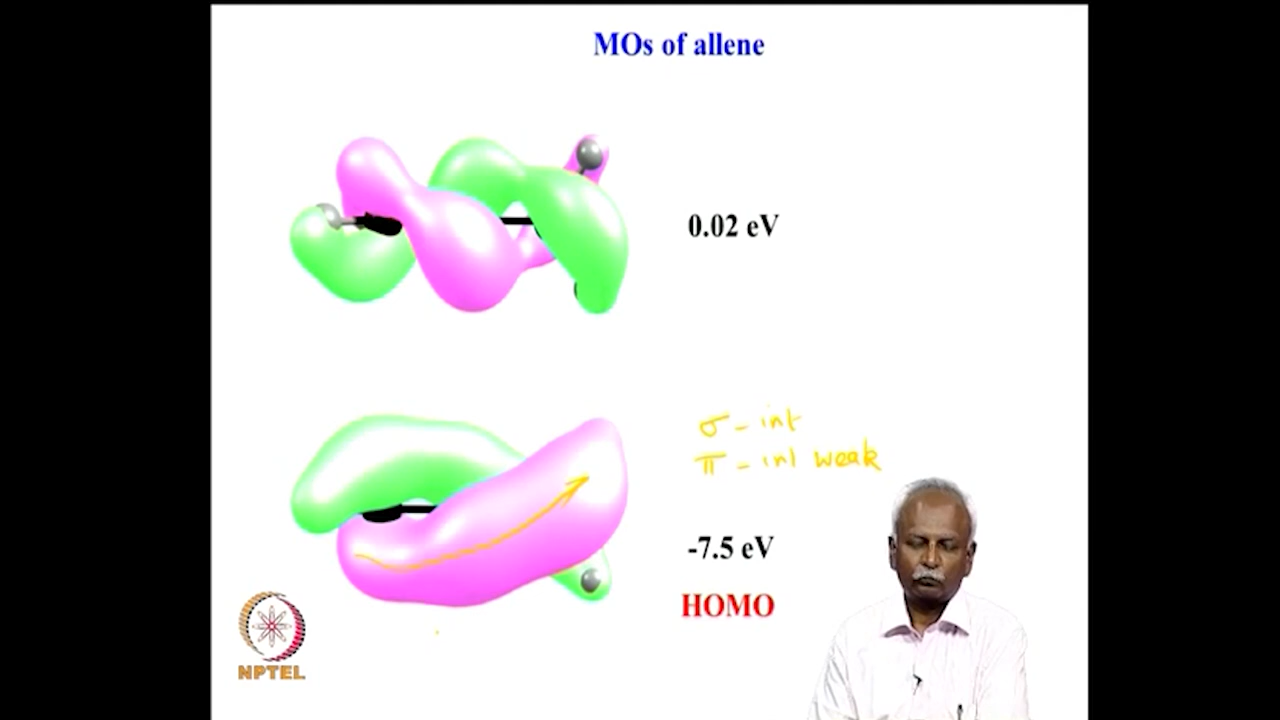 MOs of allene
0.02 eV
σ - int
π - int weak
-7.5 eV
HOMO
NPTEL